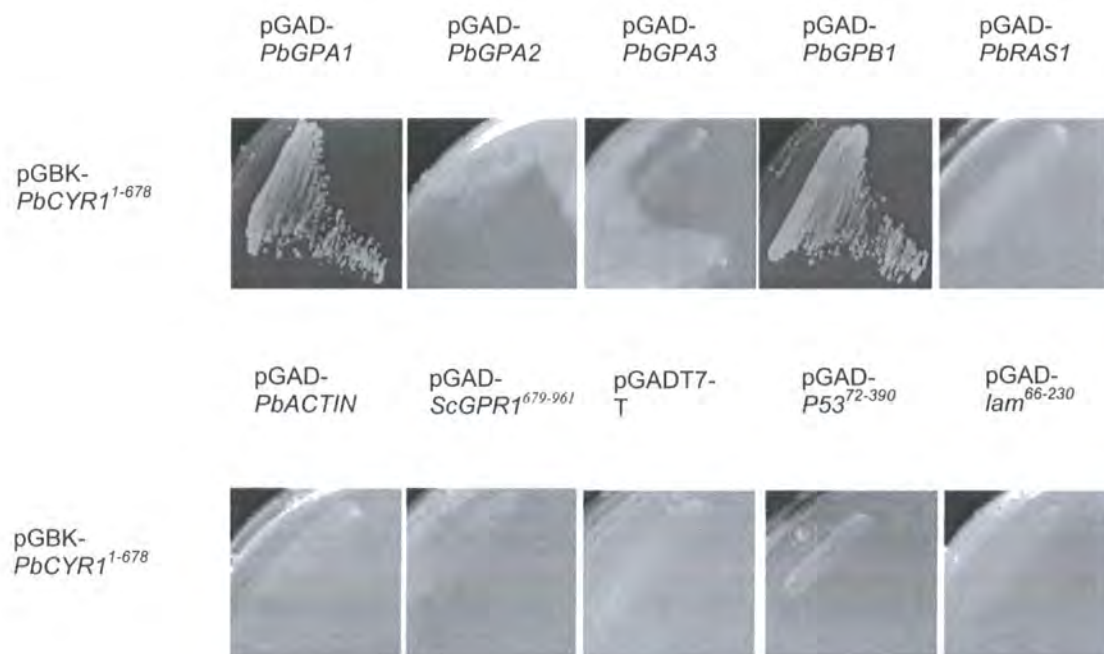 pGAD- pGAD- pGAD- pGAD- pGAD-
PbGPA1 PbGPA2 PbGPA3 PbGPB1 PbRAS1
pGBK-
PbCYR1^1-678
pGAD- pGAD- pGADT7- pGAD- pGAD-
PbACTIN ScGPR1^679-961 T P53^72-390 lam^66-230
pGBK-
PbCYR1^1-678